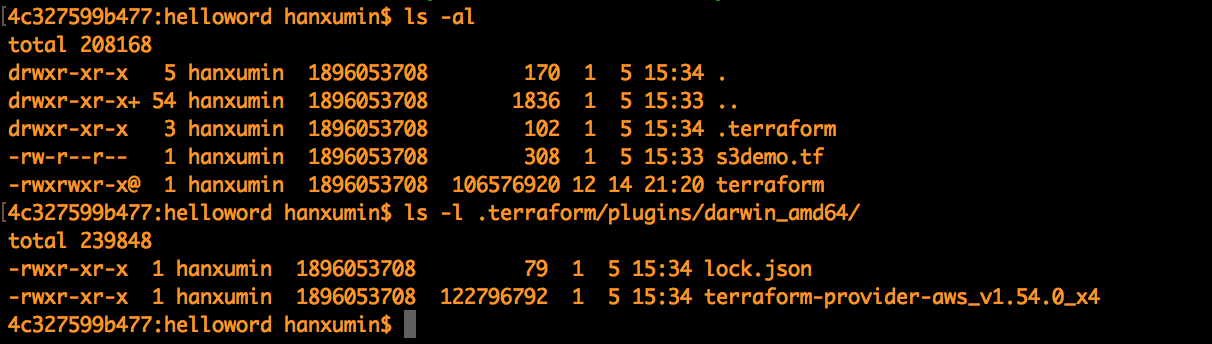 [4c327599b477:helloword hanxumin$ ls -al
total 208168
drwxr-xr-x   5 hanxumin  1896053708        170  1  5 15:34 .
drwxr-xr-x+ 54 hanxumin  1896053708       1836  1  5 15:33 ..
drwxr-xr-x   3 hanxumin  1896053708        102  1  5 15:34 .terraform
-rw-r--r--   1 hanxumin  1896053708        308  1  5 15:33 s3demo.tf
-rwxrwxr-x@  1 hanxumin  1896053708  106576920 12 14 21:20 terraform
[4c327599b477:helloword hanxumin$ ls -l .terraform/plugins/darwin_amd64/
total 239848
-rwxr-xr-x  1 hanxumin  1896053708         79  1  5 15:34 lock.json
-rwxr-xr-x  1 hanxumin  1896053708  122796792  1  5 15:34 terraform-provider-aws_v1.54.0_x4
4c327599b477:helloword hanxumin$